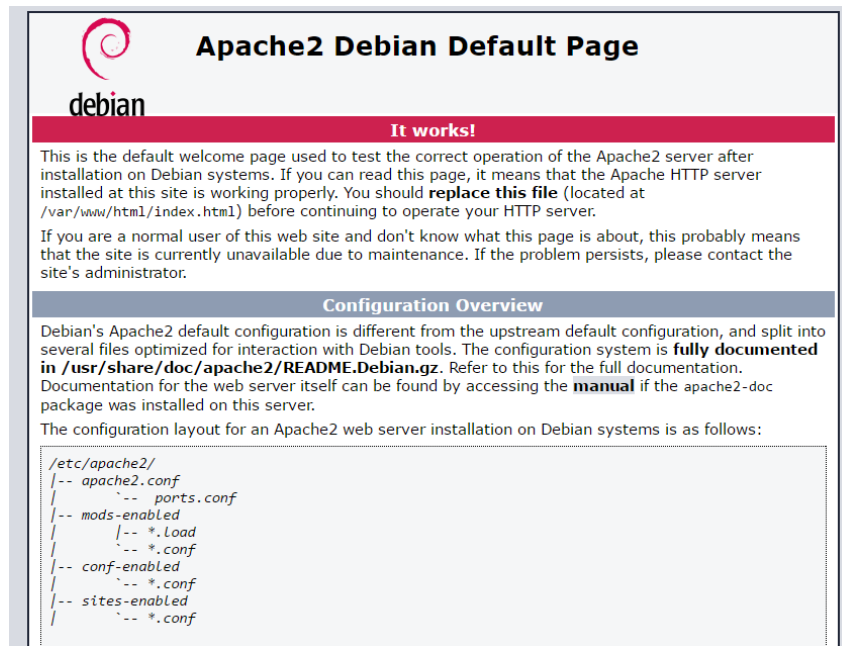 Apache2 Debian Default Page
debian
It works!
This is the default welcome page used to test the correct operation of the Apache2 server after
installation on Debian systems. If you can read this page, it means that the Apache HTTP server
installed at this site is working properly. You should replace this file (located at
/var/www/html/index.html) before continuing to operate your HTTP server.
If you are a normal user of this web site and don't know what this page is about, this probably means
that the site is currently unavailable due to maintenance. If the problem persists, please contact the
site's administrator.
Configuration Overview
Debian's Apache2 default configuration is different from the upstream default configuration, and split into
several files optimized for interaction with Debian tools. The configuration system is fully documented
in /usr/share/doc/apache2/README.Debian.gz. Refer to this for the full documentation.
Documentation for the web server itself can be found by accessing the manual if the apache2-doc
package was installed on this server.
The configuration layout for an Apache2 web server installation on Debian systems is as follows:
/etc/apache2/
|-- apache2.conf
|       `--  ports.conf
|-- mods-enabled
|       |-- *.load
|       `-- *.conf
|-- conf-enabled
|       `-- *.conf
|-- sites-enabled
|       `-- *.conf